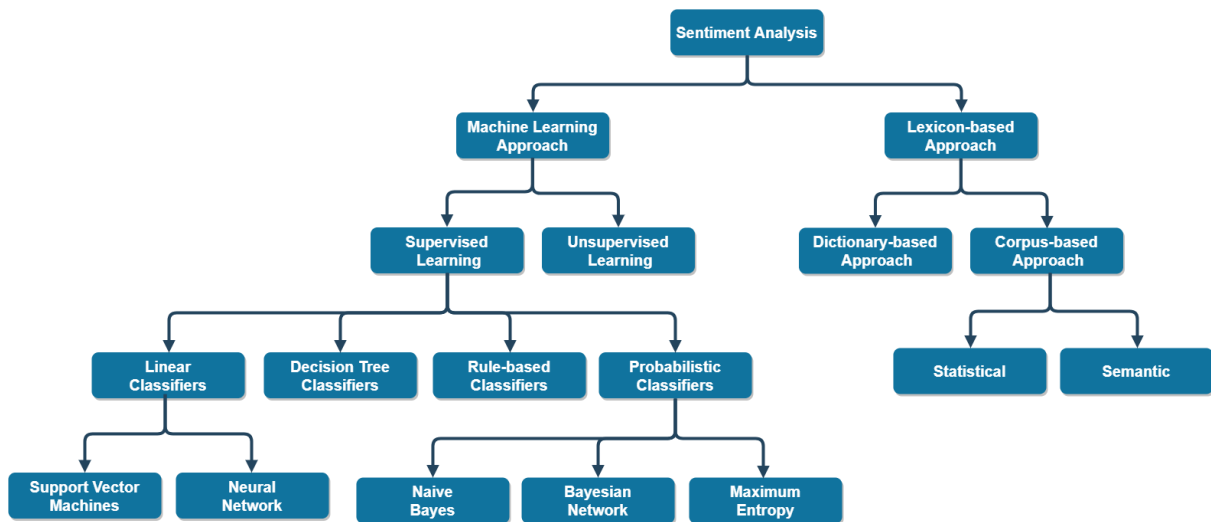 Sentiment Analysis
Machine Learning
Approach
Lexicon-based
Approach
Supervised
Learning
Unsupervised
Learning
Dictionary-based
Approach
Corpus-based
Approach
Linear
Classifiers
Decision Tree
Classifiers
Rule-based
Classifiers
Probabilistic
Classifiers
Statistical
Semantic
Support Vector
Machines
Neural
Network
Naive
Bayes
Bayesian
Network
Maximum
Entropy